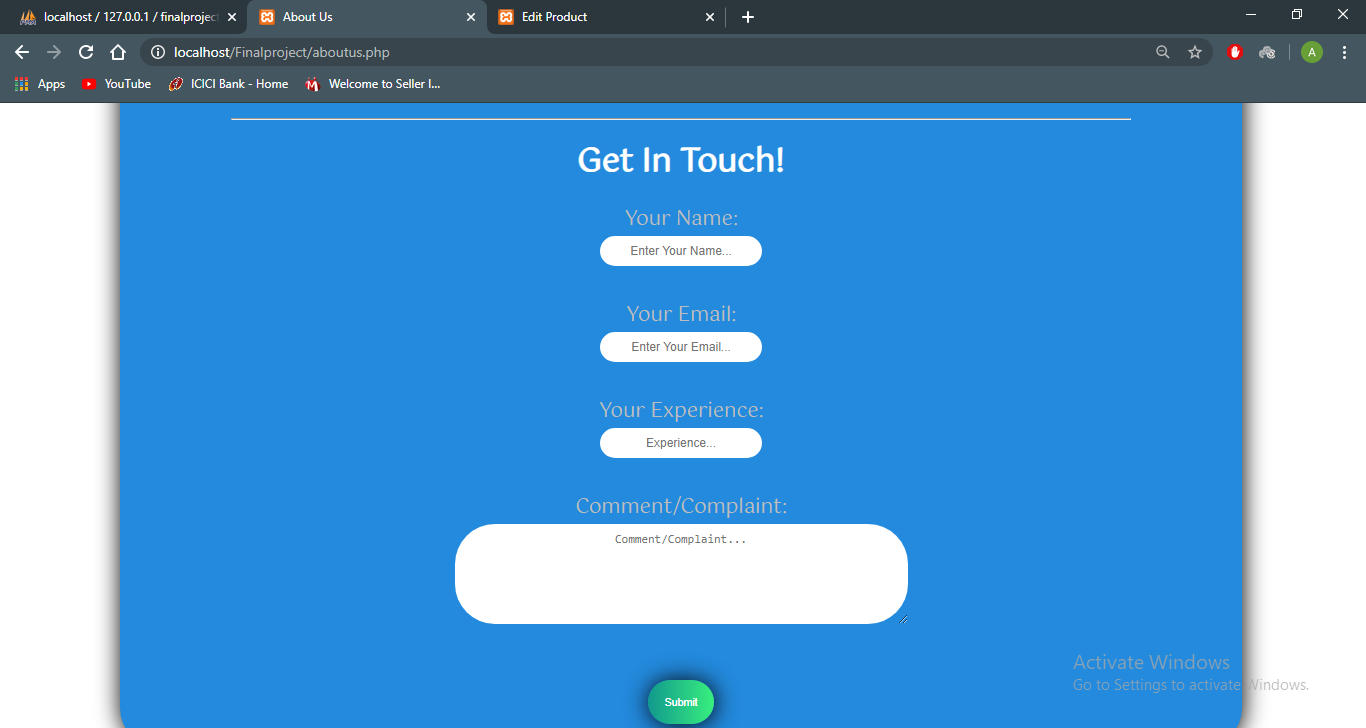 localhost / 127.0.0.1 / finalprojec
About Us
Edit Product
localhost/Finalproject/aboutus.php
A
Apps
YouTube
ICICI Bank - Home
M
Welcome to Seller I...
Get In Touch!
Your Name:
Enter Your Name...
Your Email:
Enter Your Email...
Your Experience:
Experience...
Comment/Complaint:
Comment/Complaint...
Submit
Activate Windows
Go to Settings to activate Windows.